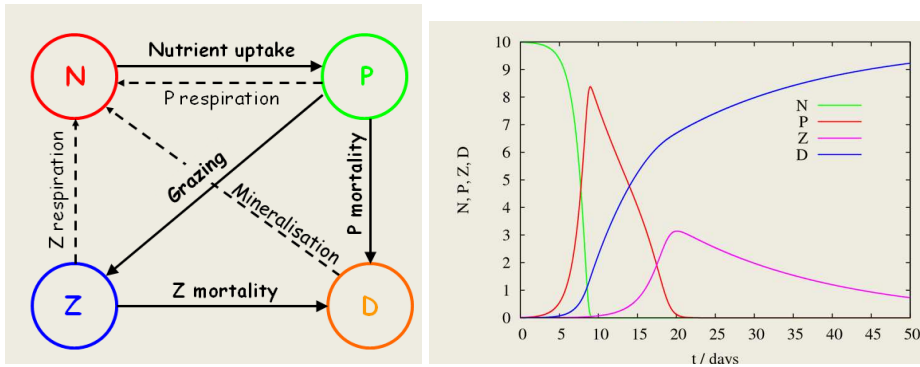 Nutrient uptake
N
P
P respiration
Z respiration
Grazing
Mineralisation
P mortality
Z
Z mortality
D
N, P, Z, D
10
9
8
7
6
5
4
3
2
1
0
N
P
Z
D
0 5 10 15 20 25 30 35 40 45 50
t / days